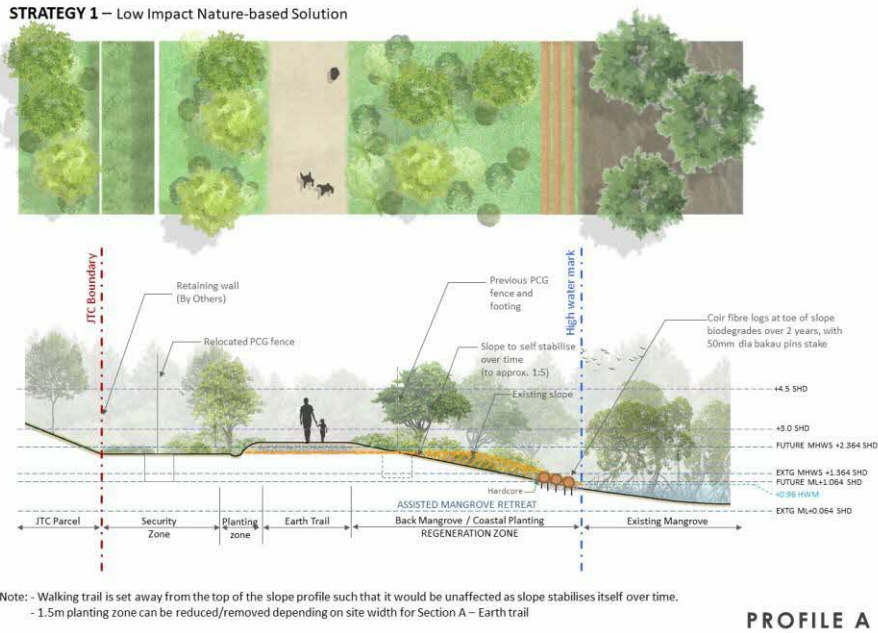 STRATEGY 1 – Low Impact Nature-based Solution
JTC Boundary
High water mark
Retaining wall
(By Others)
Previous PCG
fence and
footing
Coir fibre logs at toe of slope
biodegrades over 2 years, with
50mm dia bakau pins stake
Relocated PCG fence
Slope to self stabilise
over time
(to approx. 1:5)
Existing slope
+4.5 SHD
+3.0 SHD
FUTURE MHWS +2.364 SHD
EXTG MHWS +1.364 SHD
FUTURE ML+1.064 SHD
+0.96 HWM
EXTG ML+0.064 SHD
Hardcore
ASSISTED MANGROVE RETREAT
JTC Parcel
Security
Zone
Planting
zone
Earth Trail
Back Mangrove / Coastal Planting
REGENERATION ZONE
Existing Mangrove
Note: - Walking trail is set away from the top of the slope profile such that it would be unaffected as slope stabilises itself over time.
- 1.5m planting zone can be reduced/removed depending on site width for Section A – Earth trail
PROFILE A